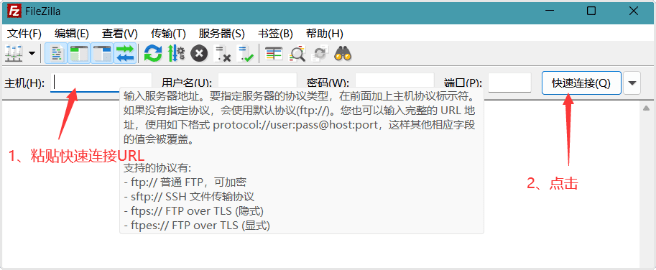 FileZilla
文件(F) 编辑(E) 查看(V) 传输(T) 服务器(S) 书签(B) 帮助(H)
主机(H): 用户名(U): 密码(W): 端口(P): 快速连接(Q)
输入服务器地址。要指定服务器的协议类型，在前面加上主机协议标示符。
如果没有指定协议，会使用默认协议(ftp://)。您也可以输入完整的 URL 地
址，使用如下格式 protocol://user:pass@host:port，这样其他相应字段
的值会被覆盖。
1、粘贴快速连接URL
支持的协议有:
- ftp:// 普通 FTP，可加密
2、点击
- sftp:// SSH 文件传输协议
- ftps:// FTP over TLS (隐式)
- ftpes:// FTP over TLS (显式)